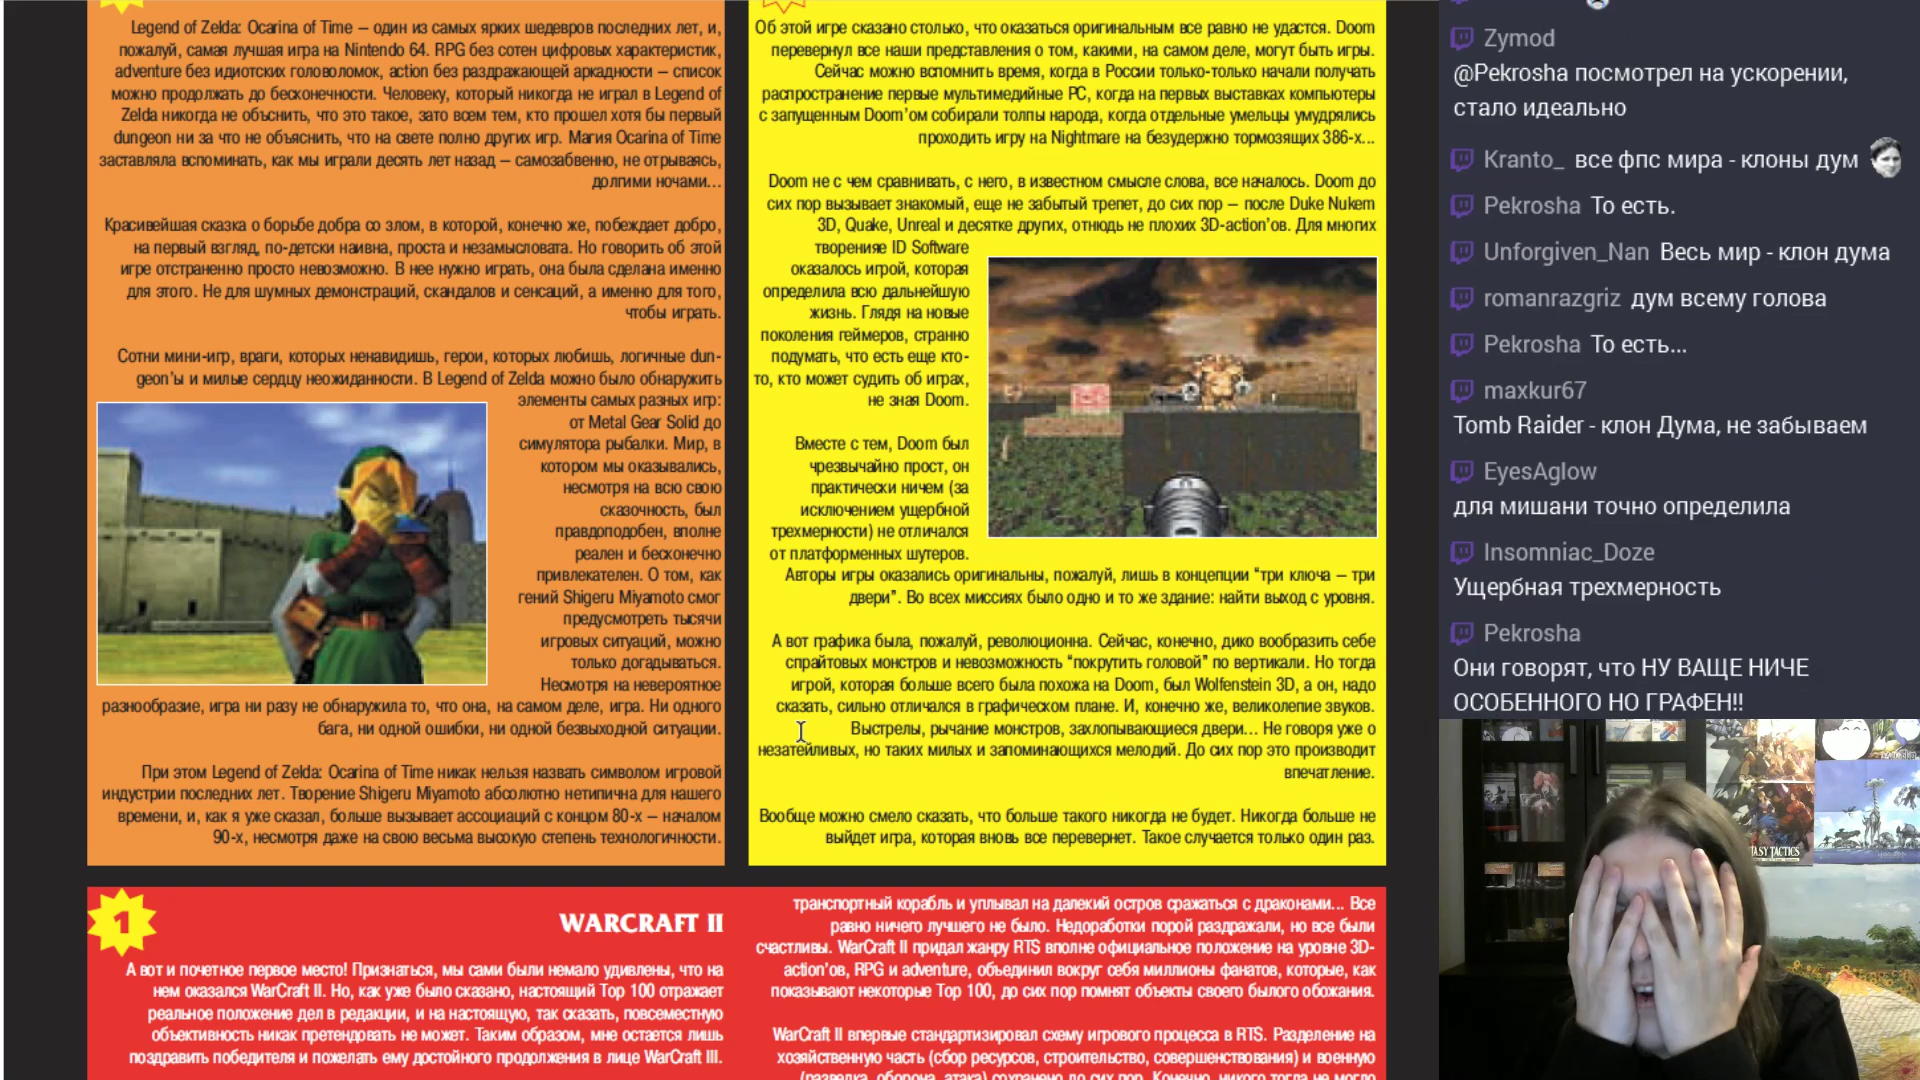 Legend of Zelda: Ocarina of Time – один из самых ярких шедевров последних лет, и,
пожалуй, самая лучшая игра на Nintendo 64. RPG без сотен цифровых характеристик,
adventure без идиотских головоломок, action без раздражающей аркадности – список
можно продолжать до бесконечности. Человеку, который никогда не играл в Legend of
Zelda никогда не объснить, что это такое, зато всем тем, кто прошел хотя бы первый
dungeon ни за что не объяснить, что на свете полно других игр. Магия Ocarina of Time
заставляла вспоминать, как мы играли десять лет назад – самозабвенно, не отрываясь,
долгими ночами...
Красивейшая сказка о борьбе добра со злом, в которой, конечно же, побеждает добро,
на первый взгляд, по-детски наивна, проста и незамысловата. Но говорить об этой
игре отстраненно просто невозможно. В нее нужно играть, она была сделана именно
для этого. Не для шумных демонстраций, скандалов и сенсаций, а именно для того,
чтобы играть.
Сотни мини-игр, враги, которых ненавидишь, герои, которых любишь, логичные dun-
geon'ы и милые сердцу неожиданности. В Legend of Zelda можно было обнаружить
элементы самых разных игр:
от Metal Gear Solid до
симулятора рыбалки. Мир, в
котором мы оказывались,
несмотря на всю свою
сказочность, был
правдоподобен, вполне
реален и бесконечно
привлекателен. О том, как
гений Shigeru Miyamoto смог
предусмотреть тысячи
игровых ситуаций, можно
только догадываться.
Несмотря на невероятное
разнообразие, игра ни разу не обнаружила то, что она, на самом деле, игра. Ни одного
бага, ни одной ошибки, ни одной безвыходной ситуации.
При этом Legend of Zelda: Ocarina of Time никак нельзя назвать символом игровой
индустрии последних лет. Творение Shigeru Miyamoto абсолютно нетипична для нашего
времени, и, как я уже сказал, больше вызывает ассоциаций с концом 80-х – началом
90-х, несмотря даже на свою весьма высокую степень технологичности.
Об этой игре сказано столько, что оказаться оригинальным все равно не удастся. Doom
перевернул все наши представления о том, какими, на самом деле, могут быть игры.
Сейчас можно вспомнить время, когда в России только-только начали получать
распространение первые мультимедийные PC, когда на первых выставках компьютеры
с запущенным Doom'ом собирали толпы народа, когда отдельные умельцы умудрялись
проходить игру на Nightmare на безудержно тормозящих 386-х...
Doom не с чем сравнивать, с него, в известном смысле слова, все началось. Doom до
сих пор вызывает знакомый, еще не забытый трепет, до сих пор – после Duke Nukem
3D, Quake, Unreal и десятке других, отнюдь не плохих 3D-action'ов. Для многих
творенияе ID Software
оказалось игрой, которая
определила всю дальнейшую
жизнь. Глядя на новые
поколения геймеров, странно
подумать, что есть еще кто-
то, кто может судить об играх,
не зная Doom.
Вместе с тем, Doom был
чрезвычайно прост, он
практически ничем (за
исключением ущербной
трехмерности) не отличался
от платформенных шутеров.
Авторы игры оказались оригинальны, пожалуй, лишь в концепции "три ключа – три
двери". Во всех миссиях было одно и то же здание: найти выход с уровня.
А вот графика была, пожалуй, революционна. Сейчас, конечно, дико вообразить себе
спрайтовых монстров и невозможность "покрутить головой" по вертикали. Но тогда
игрой, которая больше всего была похожа на Doom, был Wolfenstein 3D, а он, надо
сказать, сильно отличался в графическом плане. И, конечно же, великолепие звуков.
Выстрелы, рычание монстров, захлопывающиеся двери... Не говоря уже о
незатейливых, но таких милых и запоминающихся мелодий. До сих пор это производит
впечатление.
Вообще можно смело сказать, что больше такого никогда не будет. Никогда больше не
выйдет игра, которая вновь все перевернет. Такое случается только один раз.
1
WARCRAFT II
А вот и почетное первое место! Признаться, мы сами были немало удивлены, что на
нем оказался WarCraft II. Но, как уже было сказано, настоящий Top 100 отражает
реальное положение дел в редакции, и на настоящую, так сказать, повсеместную
объективность никак претендовать не может. Таким образом, мне остается лишь
поздравить победителя и пожелать ему достойного продолжения в лице WarCraft III.
транспортный корабль и уплывал на далекий остров сражаться с драконами... Все
равно ничего лучшего не было. Недоработки порой раздражали, но все были
счастливы. WarCraft II придал жанру RTS вполне официальное положение на уровне 3D-
action'ов, RPG и adventure, объединил вокруг себя миллионы фанатов, которые, как
показывают некоторые Top 100, до сих пор помнят объекты своего былого обожания.
WarCraft II впервые стандартизировал схему игрового процесса в RTS. Разделение на
хозяйственную часть (сбор ресурсов, строительство, совершенствования) и военную
(разведка, оборона, атака) сохранено до сих пор. Конечно, никого тогда не могло
Zymod
@Pekrosha посмотрел на ускорении,
стало идеально
Kranto_ все фпс мира - клоны дум
Pekrosha То есть.
Unforgiven_Nan Весь мир - клон дума
romanrazgriz дум всему голова
Pekrosha То есть...
maxkur67
Tomb Raider - клон Дума, не забываем
EyesAglow
для мишани точно определила
Insomniac_Doze
Ущербная трехмерность
Pekrosha
Они говорят, что НУ ВАЩЕ НИЧЕ
ОСОБЕННОГО НО ГРАФЕН!!